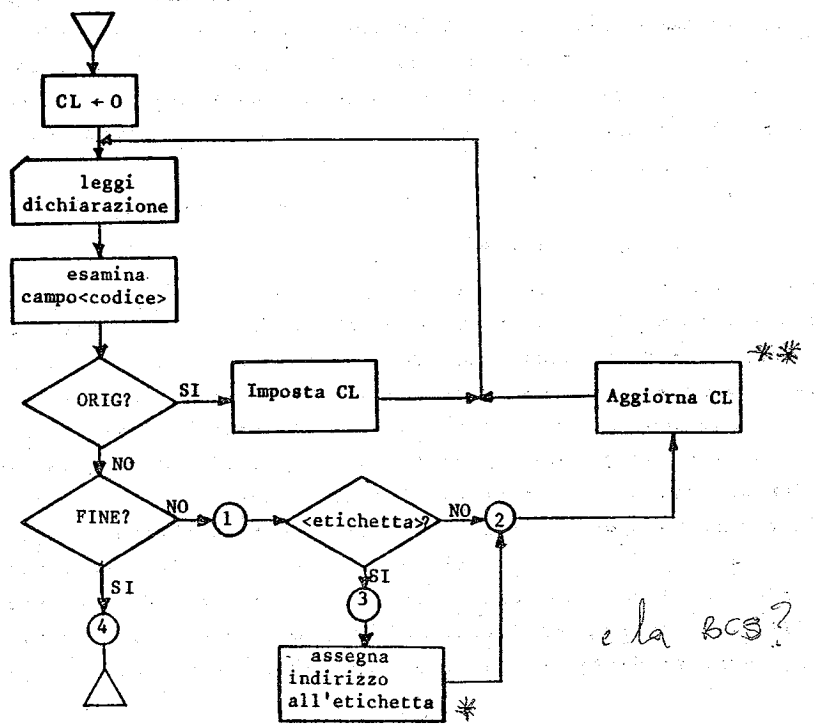 CL ← 0
leggi
dichiarazione
esamina
campo<codice>
ORIG?
SI
Imposta CL
Aggiorna CL
**
NO
FINE?
NO
1
<etichetta>?
NO
2
SI
4
SI
3
assegna
indirizzo
all'etichetta
*
e la BCS?